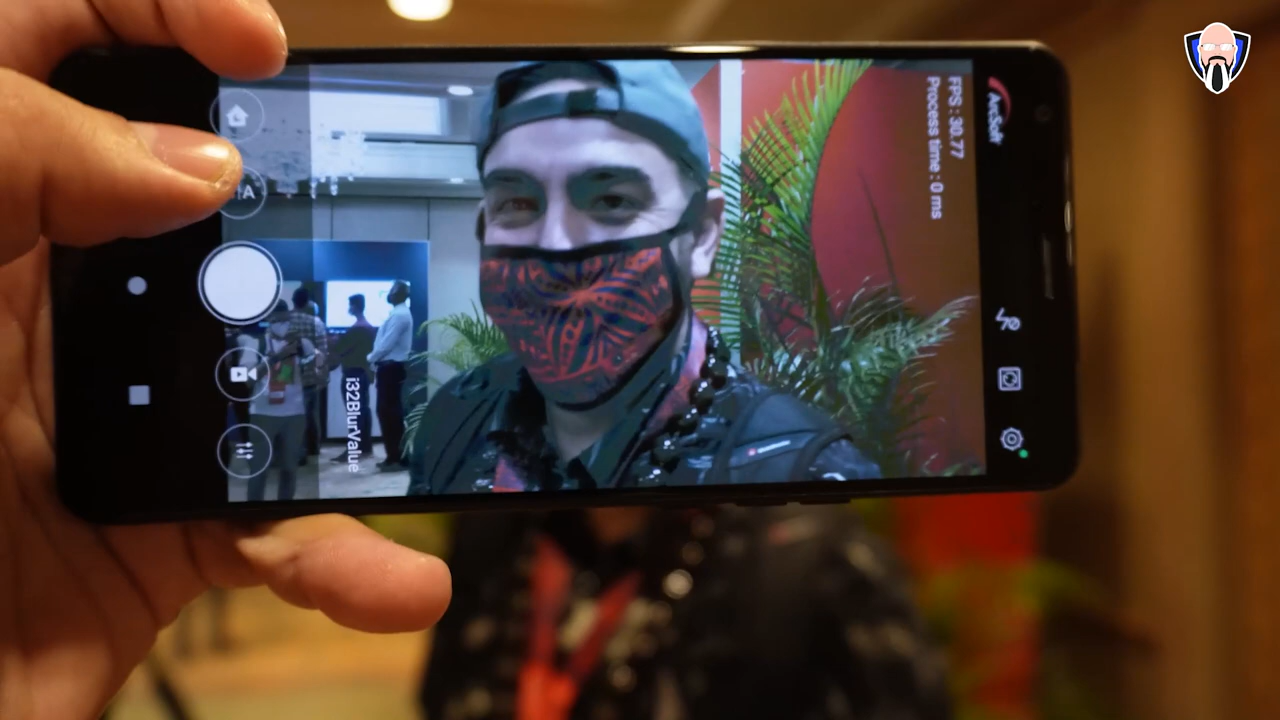 ArcSoft
FPS : 30.77
Process time : 0 ms
i32BlurValue
A